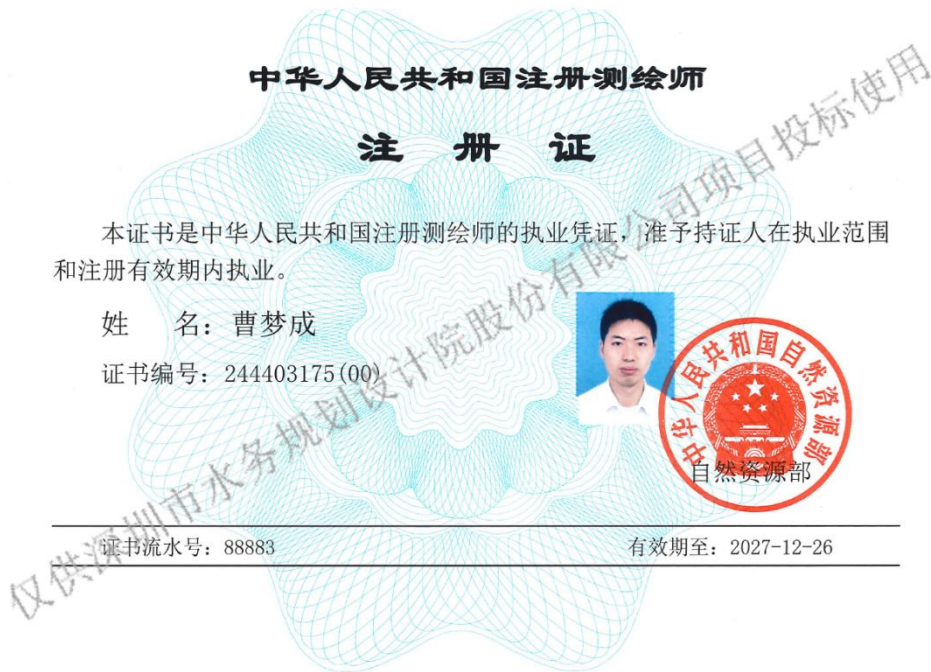 中华人民共和国注册测绘师
注 册 证
本证书是中华人民共和国注册测绘师的执业凭证，准予持证人在执业范围
和注册有效期内执业。
姓 名：曹梦成
证书编号：244403175(00)
中华人民共和国自然资源部
自然资源部
证书流水号：88883
有效期至：2027-12-26
仅供深圳市水务规划设计院股份有限公司项目投标使用